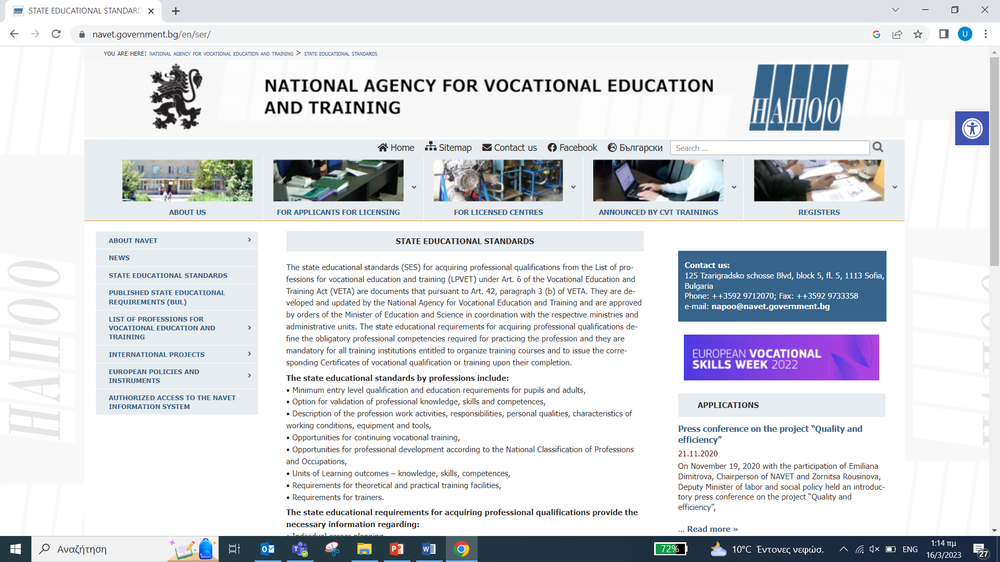 STATE EDUCATIONAL STANDARD
navet.government.bg/en/ser/
U
YOU ARE HERE: NATIONAL AGENCY FOR VOCATIONAL EDUCATION AND TRAINING > STATE EDUCATIONAL STANDARDS
NATIONAL AGENCY FOR VOCATIONAL EDUCATION
AND TRAINING
НАПОО
Home Sitemap Contact us Facebook Български Search ...
ABOUT US
FOR APPLICANTS FOR LICENSING
FOR LICENSED CENTRES
ANNOUNCED BY CVT TRAININGS
REGISTERS
ABOUT NAVET
NEWS
STATE EDUCATIONAL STANDARDS
PUBLISHED STATE EDUCATIONAL
REQUIREMENTS (BUL)
LIST OF PROFESSIONS FOR
VOCATIONAL EDUCATION AND
TRAINING
INTERNATIONAL PROJECTS
EUROPEAN POLICIES AND
INSTRUMENTS
AUTHORIZED ACCESS TO THE NAVET
INFORMATION SYSTEM
STATE EDUCATIONAL STANDARDS
The state educational standards (SES) for acquiring professional qualifications from the List of pro-
fessions for vocational education and training (LPVET) under Art. 6 of the Vocational Education and
Training Act (VETA) are documents that pursuant to Art. 42, paragraph 3 (b) of VETA. They are de-
veloped and updated by the National Agency for Vocational Education and Training and are approved
by orders of the Minister of Education and Science in coordination with the respective ministries and
administrative units. The state educational requirements for acquiring professional qualifications de-
fine the obligatory professional competencies required for practicing the profession and they are
mandatory for all training institutions entitled to organize training courses and to issue the corre-
sponding Certificates of vocational qualification or training upon their completion.
The state educational standards by professions include:
• Minimum entry level qualification and education requirements for pupils and adults,
• Option for validation of professional knowledge, skills and competences,
• Description of the profession work activities, responsibilities, personal qualities, characteristics of
working conditions, equipment and tools,
• Opportunities for continuing vocational training,
• Opportunities for professional development according to the National Classification of Professions
and Occupations,
• Units of Learning outcomes – knowledge, skills, competences,
• Requirements for theoretical and practical training facilities,
• Requirements for trainers.
The state educational requirements for acquiring professional qualifications provide the
necessary information regarding:
• Individual career planning
Contact us:
125 Tzarigradsko schosse Blvd, block 5, fl. 5, 1113 Sofia,
Bulgaria
Phone: ++3592 9712070; Fax: ++3592 9733358
e-mail: napoo@navet.government.bg
EUROPEAN VOCATIONAL
SKILLS WEEK 2022
APPLICATIONS
Press conference on the project “Quality and
efficiency”
21.11.2020
On November 19, 2020 with the participation of Emiliana
Dimitrova, Chairperson of NAVET and Zornitsa Rousinova,
Deputy Minister of labor and social policy held an introduc-
tory press conference on the project “Quality and
efficiency”,
... Read more »
НАПОО
Αναζήτηση
72%
10°C Έντονες νεφώσ.
ENG
1:14 πμ
16/3/2023
27